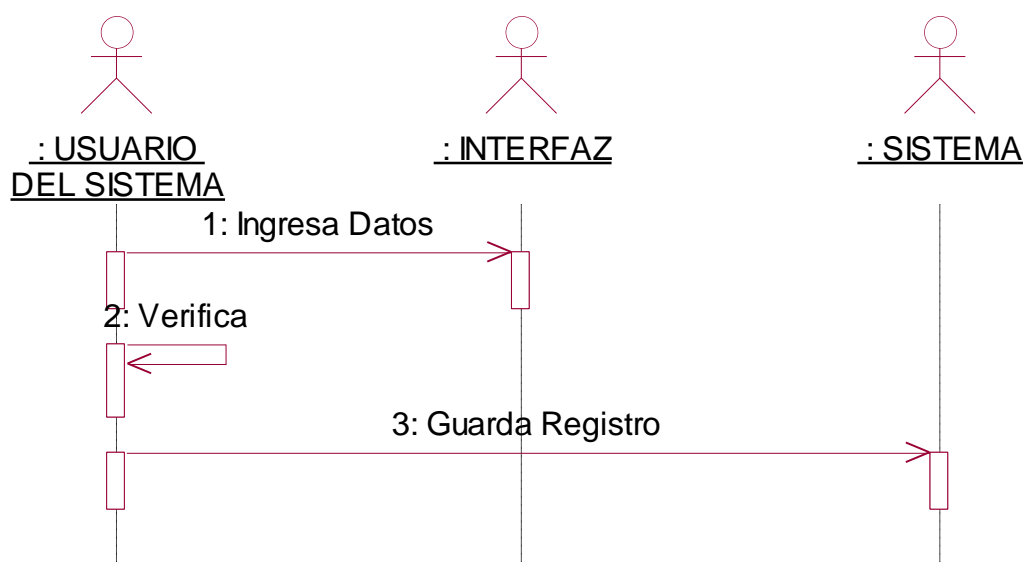 : USUARIO
DEL SISTEMA
: INTERFAZ
: SISTEMA
1: Ingresa Datos
2: Verifica
3: Guarda Registro